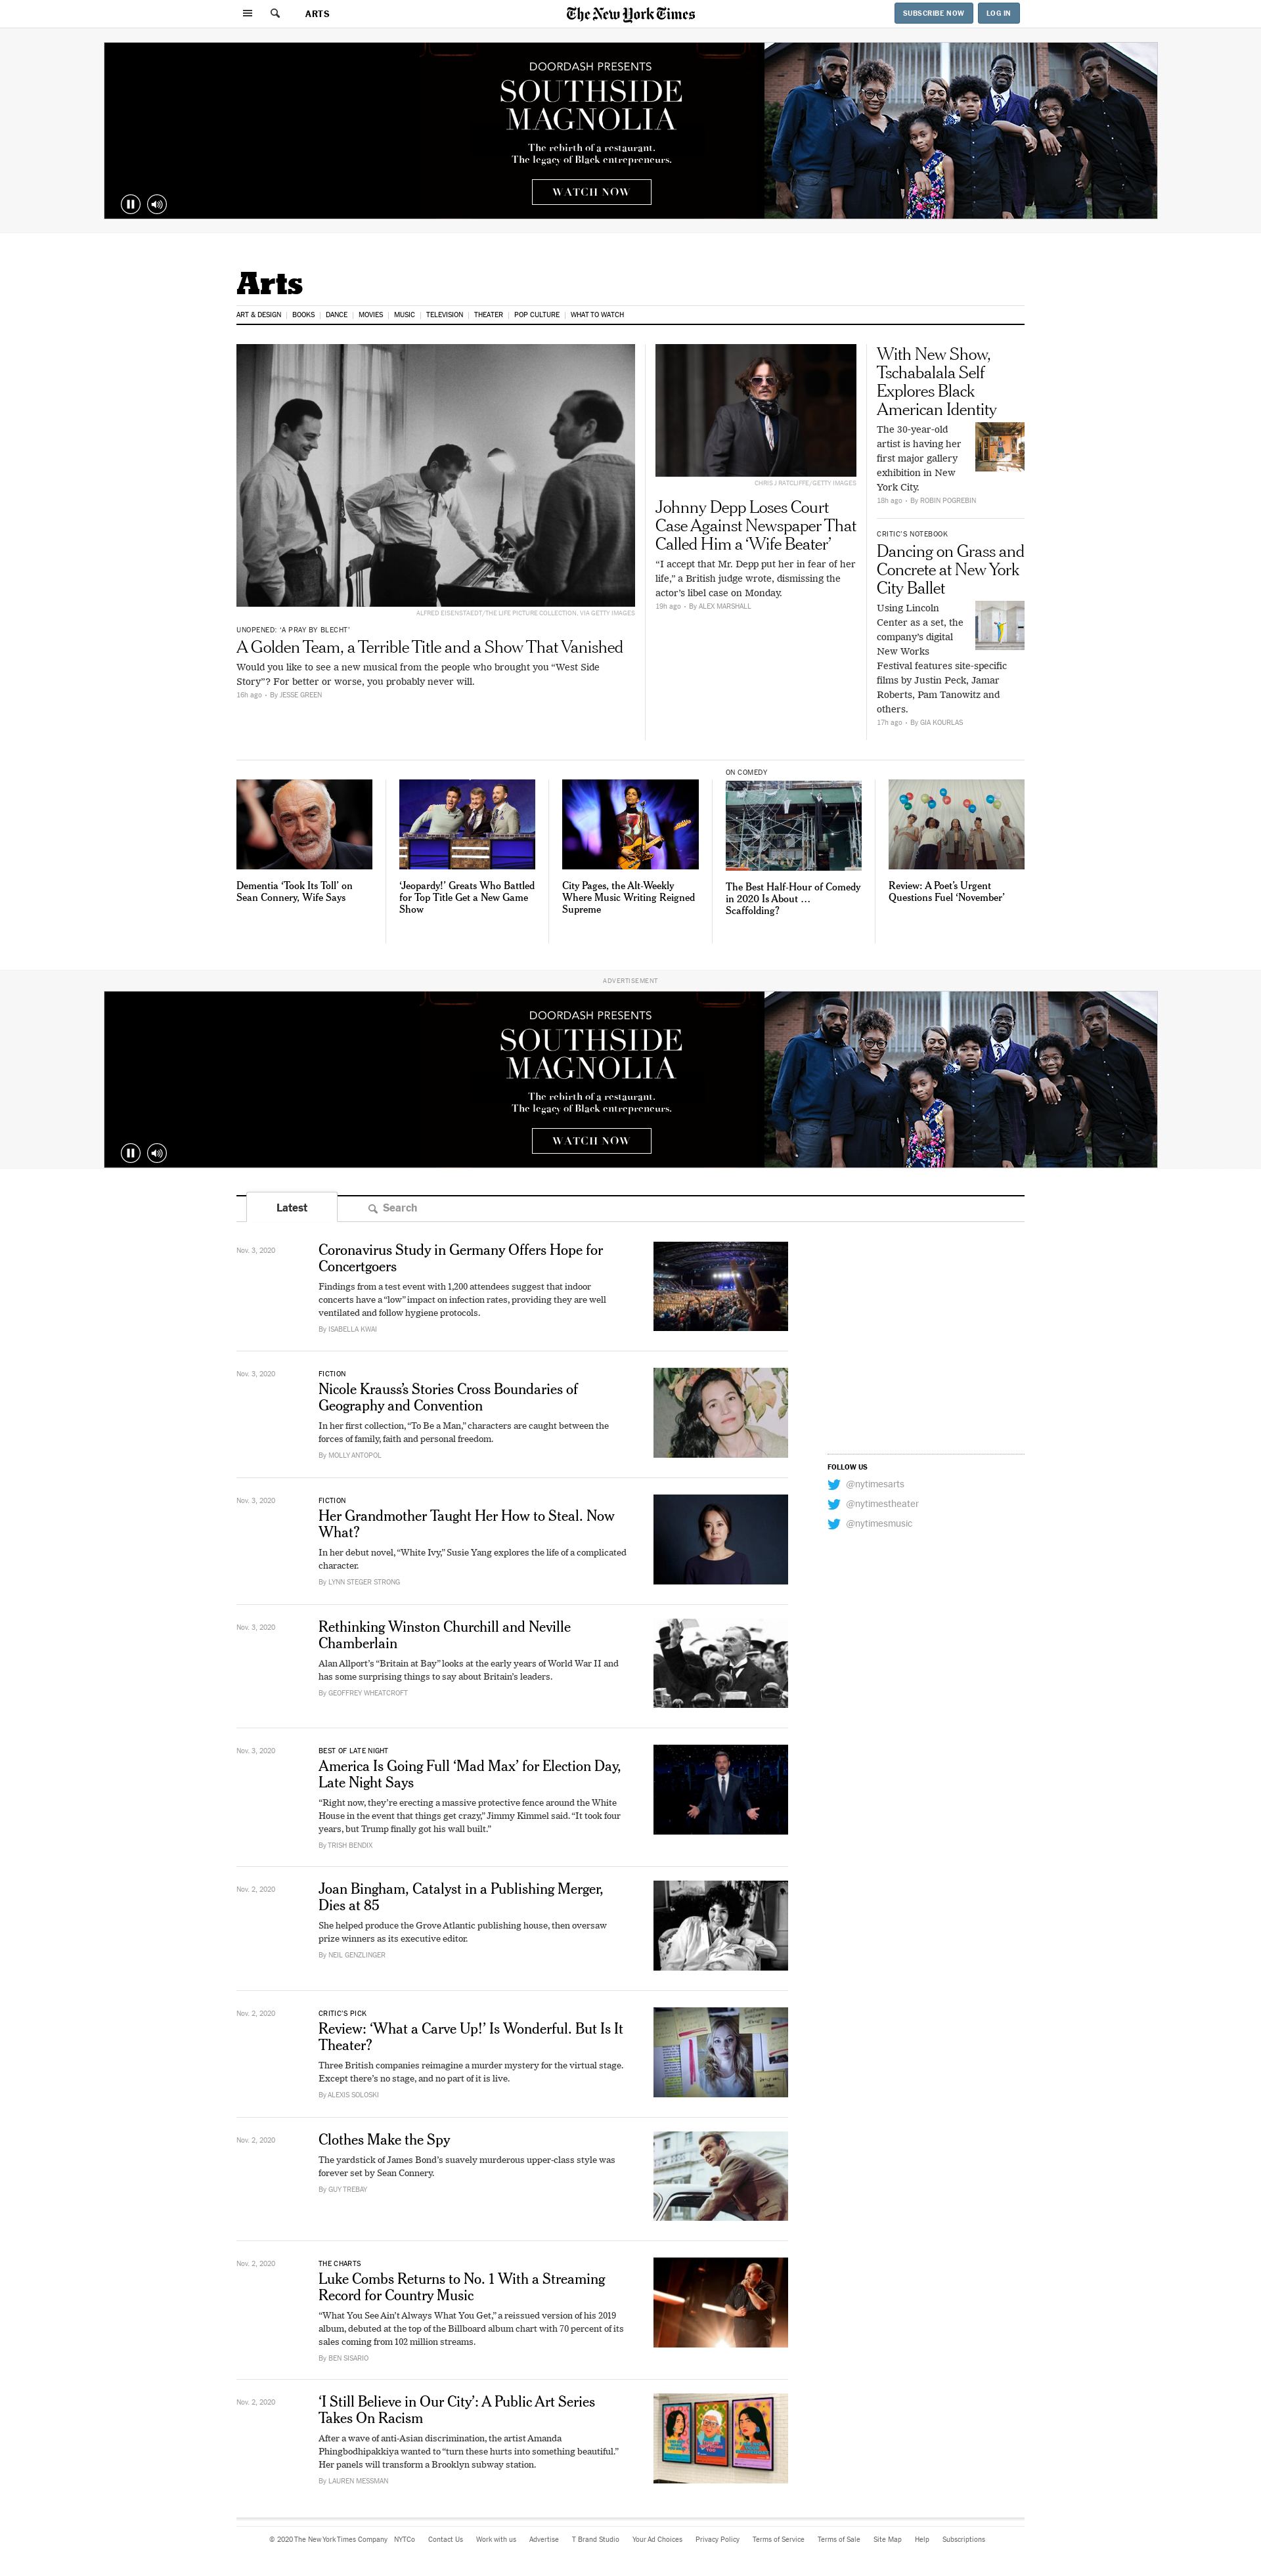 ARTS
The New York Times
SUBSCRIBE NOW
LOG IN
DOORDASH PRESENTS
SOUTHSIDE
MAGNOLIA
The rebirth of a restaurant.
The legacy of Black entrepreneurs.
WATCH NOW
Arts
ART & DESIGN
BOOKS
DANCE
MOVIES
MUSIC
TELEVISION
THEATER
POP CULTURE
WHAT TO WATCH
ALFRED EISENSTAEDT/THE LIFE PICTURE COLLECTION, VIA GETTY IMAGES
UNOPENED: ‘A PRAY BY BLECHT’
A Golden Team, a Terrible Title and a Show That Vanished
Would you like to see a new musical from the people who brought you “West Side
Story”? For better or worse, you probably never will.
16h ago - By JESSE GREEN
CHRIS J RATCLIFFE/GETTY IMAGES
Johnny Depp Loses Court
Case Against Newspaper That
Called Him a ‘Wife Beater’
“I accept that Mr. Depp put her in fear of her
life,” a British judge wrote, dismissing the
actor’s libel case on Monday.
19h ago - By ALEX MARSHALL
With New Show,
Tschabalala Self
Explores Black
American Identity
The 30-year-old
artist is having her
first major gallery
exhibition in New
York City.
18h ago - By ROBIN POGREBIN
CRITIC’S NOTEBOOK
Dancing on Grass and
Concrete at New York
City Ballet
Using Lincoln
Center as a set, the
company’s digital
New Works
Festival features site-specific
films by Justin Peck, Jamar
Roberts, Pam Tanowitz and
others.
17h ago - By GIA KOURLAS
Dementia ‘Took Its Toll’ on
Sean Connery, Wife Says
‘Jeopardy!’ Greats Who Battled
for Top Title Get a New Game
Show
City Pages, the Alt-Weekly
Where Music Writing Reigned
Supreme
ON COMEDY
The Best Half-Hour of Comedy
in 2020 Is About …
Scaffolding?
Review: A Poet’s Urgent
Questions Fuel ‘November’
ADVERTISEMENT
DOORDASH PRESENTS
SOUTHSIDE
MAGNOLIA
The rebirth of a restaurant.
The legacy of Black entrepreneurs.
WATCH NOW
Latest
Search
Nov. 3, 2020
Coronavirus Study in Germany Offers Hope for
Concertgoers
Findings from a test event with 1,200 attendees suggest that indoor
concerts have a “low” impact on infection rates, providing they are well
ventilated and follow hygiene protocols.
By ISABELLA KWAI
Nov. 3, 2020
FICTION
Nicole Krauss’s Stories Cross Boundaries of
Geography and Convention
In her first collection, “To Be a Man,” characters are caught between the
forces of family, faith and personal freedom.
By MOLLY ANTOPOL
Nov. 3, 2020
FICTION
Her Grandmother Taught Her How to Steal. Now
What?
In her debut novel, “White Ivy,” Susie Yang explores the life of a complicated
character.
By LYNN STEGER STRONG
Nov. 3, 2020
Rethinking Winston Churchill and Neville
Chamberlain
Alan Allport’s “Britain at Bay” looks at the early years of World War II and
has some surprising things to say about Britain’s leaders.
By GEOFFREY WHEATCROFT
Nov. 3, 2020
BEST OF LATE NIGHT
America Is Going Full ‘Mad Max’ for Election Day,
Late Night Says
“Right now, they’re erecting a massive protective fence around the White
House in the event that things get crazy,” Jimmy Kimmel said. “It took four
years, but Trump finally got his wall built.”
By TRISH BENDIX
Nov. 2, 2020
Joan Bingham, Catalyst in a Publishing Merger,
Dies at 85
She helped produce the Grove Atlantic publishing house, then oversaw
prize winners as its executive editor.
By NEIL GENZLINGER
Nov. 2, 2020
CRITIC’S PICK
Review: ‘What a Carve Up!’ Is Wonderful. But Is It
Theater?
Three British companies reimagine a murder mystery for the virtual stage.
Except there’s no stage, and no part of it is live.
By ALEXIS SOLOSKI
Nov. 2, 2020
Clothes Make the Spy
The yardstick of James Bond’s suavely murderous upper-class style was
forever set by Sean Connery.
By GUY TREBAY
Nov. 2, 2020
THE CHARTS
Luke Combs Returns to No. 1 With a Streaming
Record for Country Music
“What You See Ain’t Always What You Get,” a reissued version of his 2019
album, debuted at the top of the Billboard album chart with 70 percent of its
sales coming from 102 million streams.
By BEN SISARIO
Nov. 2, 2020
‘I Still Believe in Our City’: A Public Art Series
Takes On Racism
After a wave of anti-Asian discrimination, the artist Amanda
Phingbodhipakkiya wanted to “turn these hurts into something beautiful.”
Her panels will transform a Brooklyn subway station.
By LAUREN MESSMAN
FOLLOW US
@nytimesarts
@nytimestheater
@nytimesmusic
© 2020 The New York Times Company
NYTCo
Contact Us
Work with us
Advertise
T Brand Studio
Your Ad Choices
Privacy Policy
Terms of Service
Terms of Sale
Site Map
Help
Subscriptions